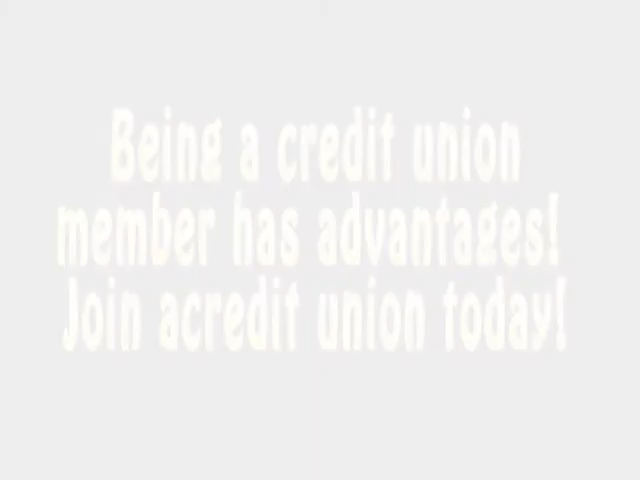 Being a credit union
member has advantages!
Join acredit union today!